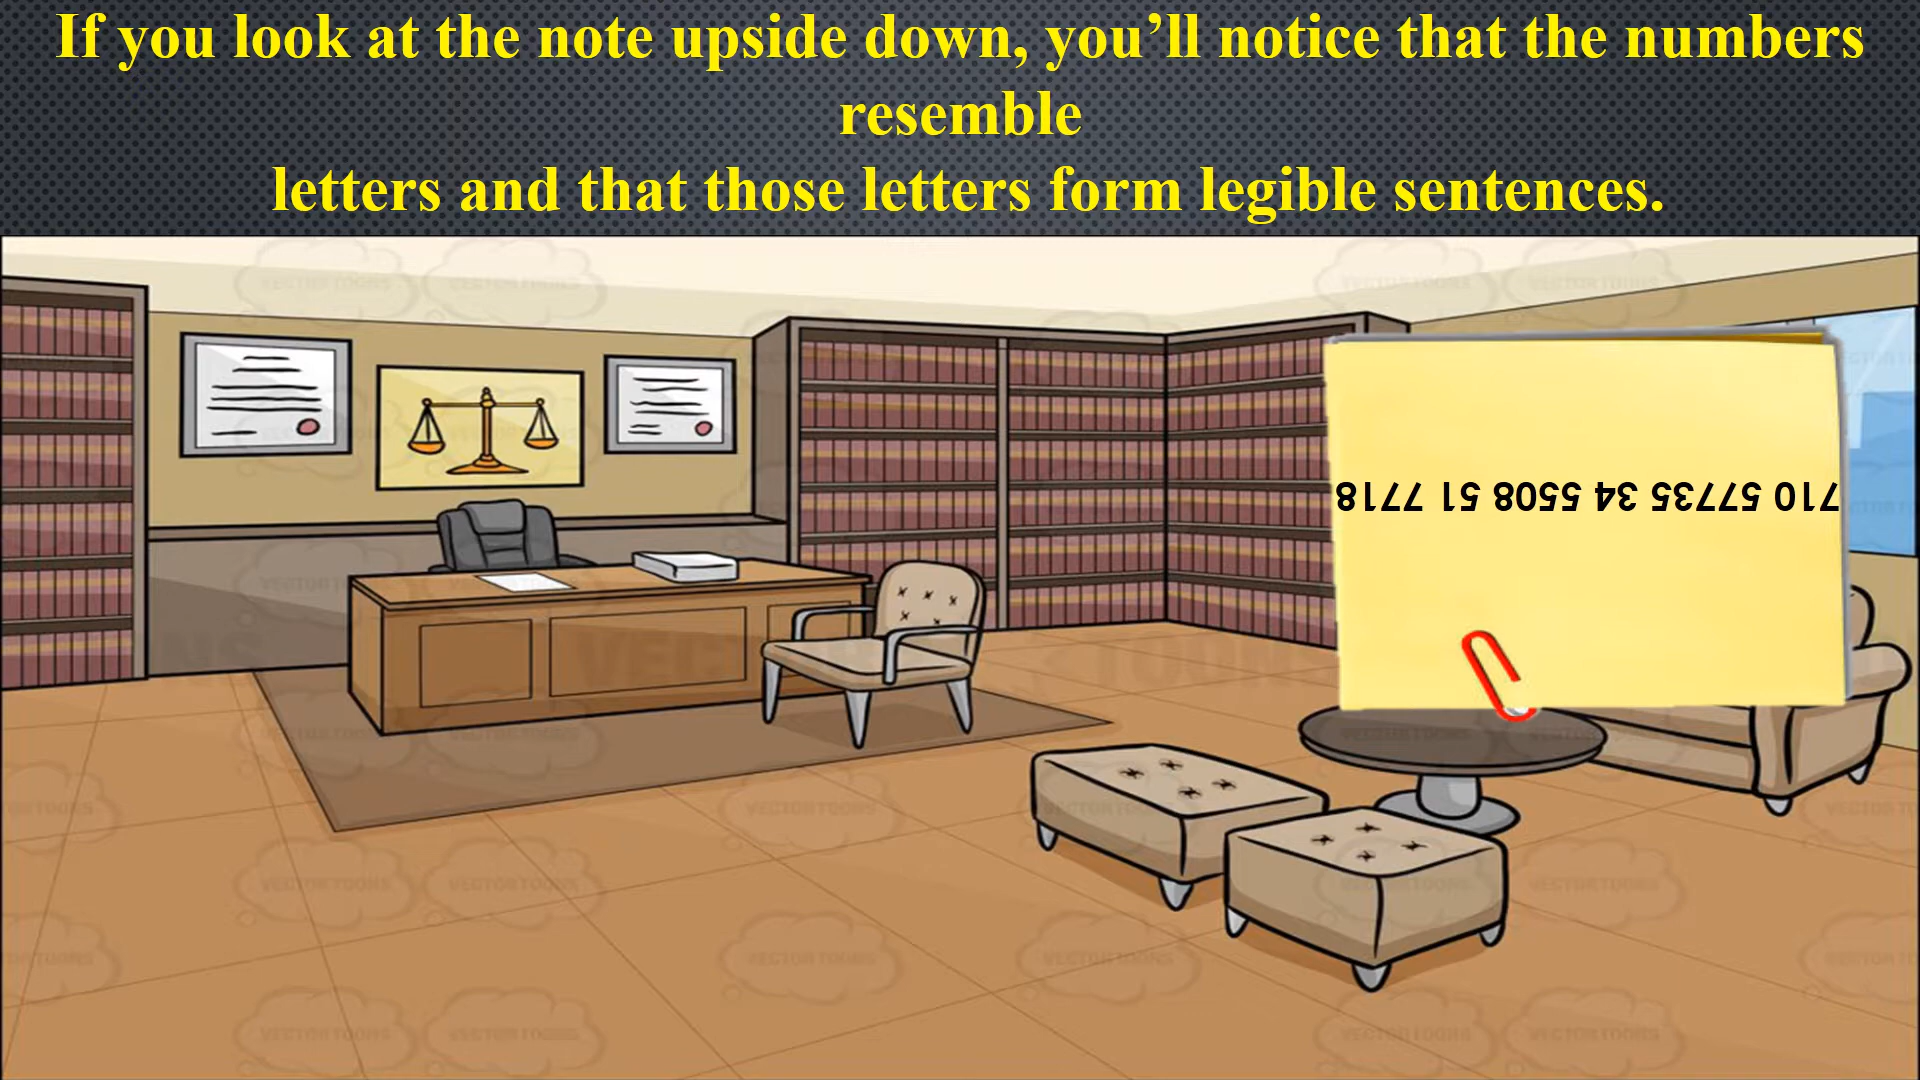 If you look at the note upside down, you’ll notice that the numbers
resemble
letters and that those letters form legible sentences.
710 57735 34 5508 51 7718